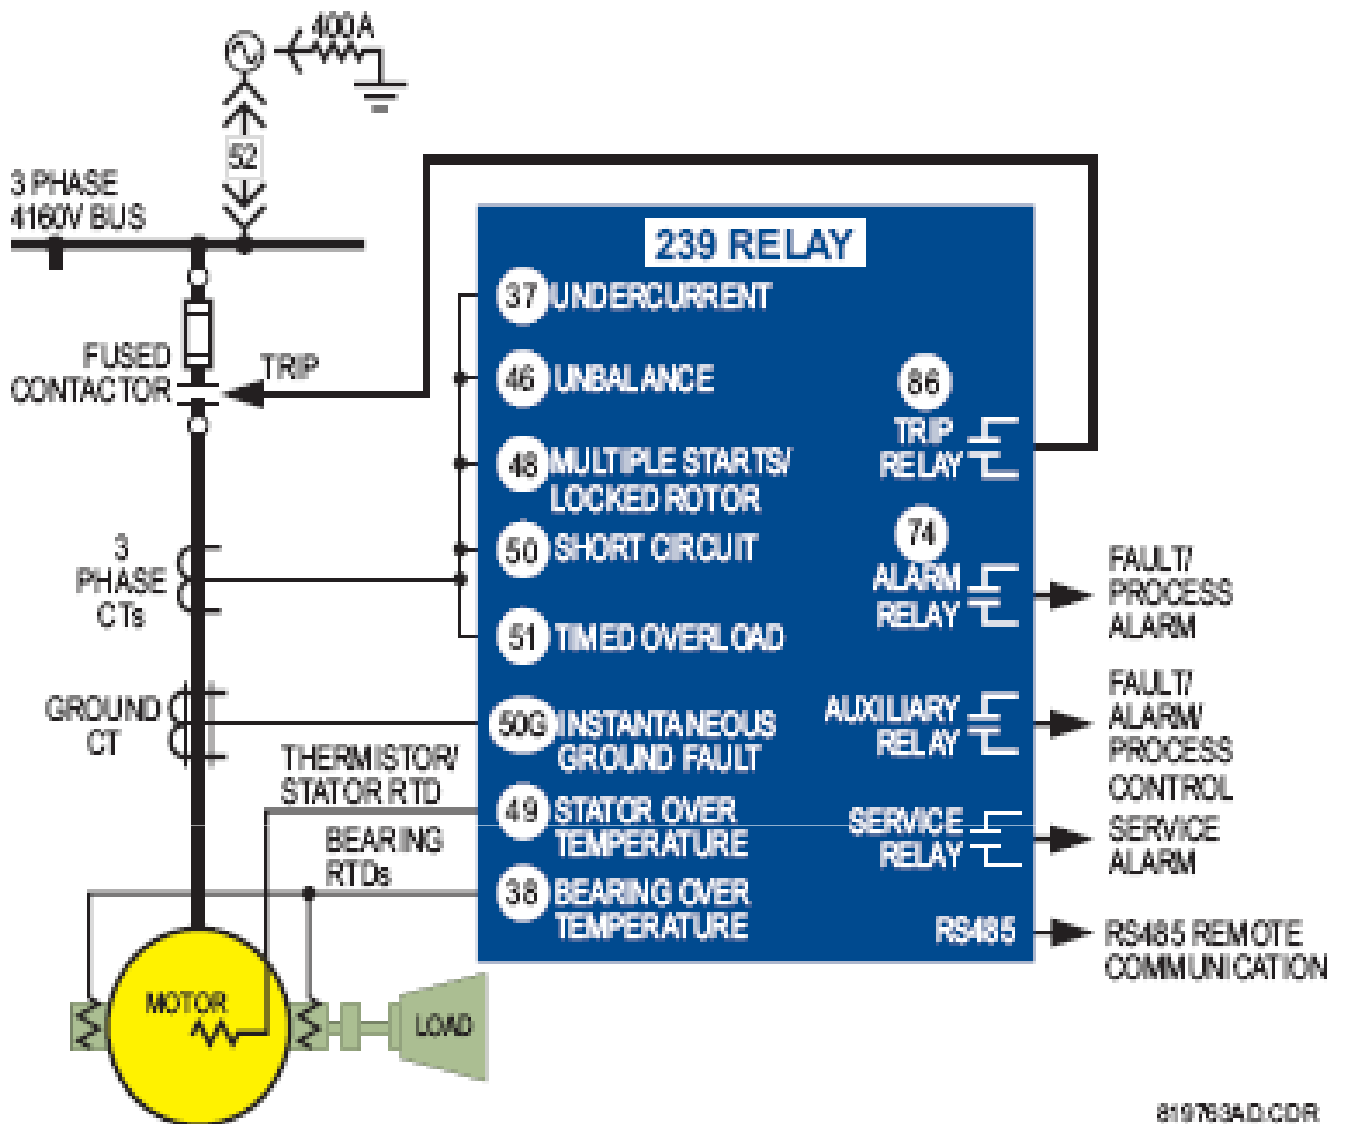 400A
52
3 PHASE
4160V BUS
239 RELAY
37 UNDERCURRENT
FUSED
CONTACTOR
TRIP
46 UNBALANCE
86
TRIP
RELAY
48 MULTIPLE STARTS/
LOCKED ROTOR
50 SHORT CIRCUIT
74
ALARM
RELAY
FAULT/
PROCESS
ALARM
3
PHASE
CTs
51 TIMED OVERLOAD
GROUND
CT
50G INSTANTANEOUS
GROUND FAULT
AUXILIARY
RELAY
FAULT/
ALARM/
PROCESS
CONTROL
THERMISTOR/
STATOR RTD
49 STATOR OVER
TEMPERATURE
SERVICE
RELAY
SERVICE
ALARM
BEARING
RTDs
38 BEARING OVER
TEMPERATURE
RS485
RS485 REMOTE
COMMUNICATION
MOTOR
LOAD
819763AD.CDR